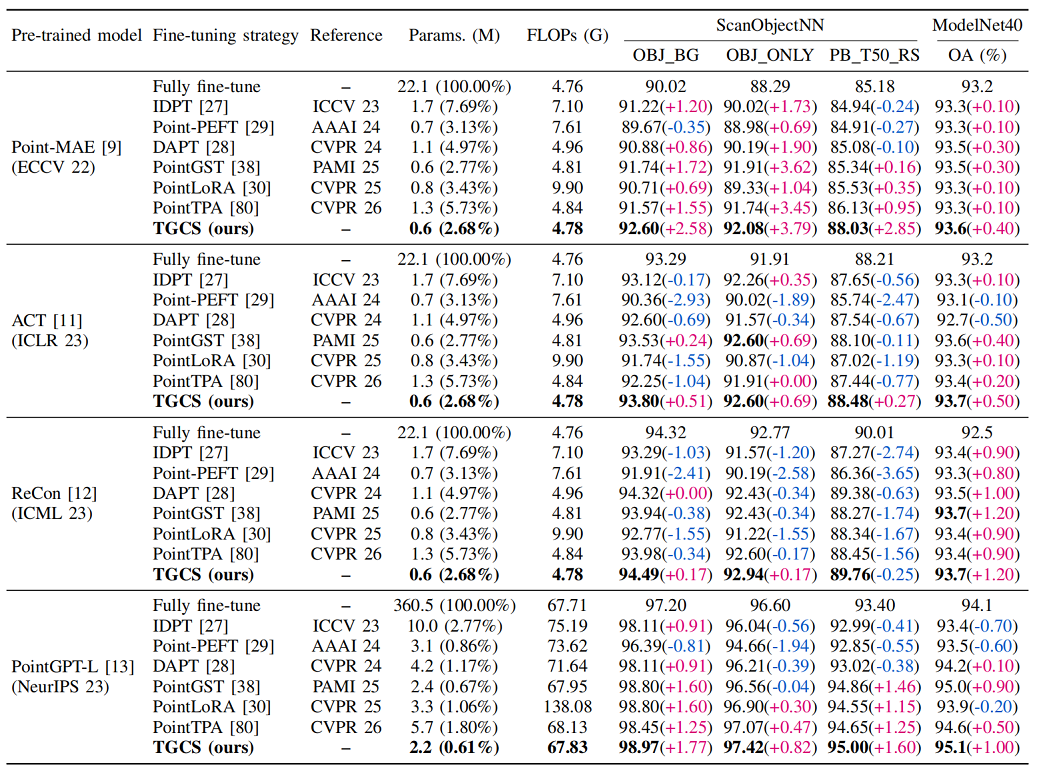 Pre-trained model Fine-tuning strategy Reference Params. (M) FLOPs (G) ScanObjectNN ModelNet40
OBJ_BG OBJ_ONLY PB_T50_RS OA (%)
Point-MAE [9]
(ECCV 22)
Fully fine-tune – 22.1 (100.00%) 4.76 90.02 88.29 85.18 93.2
IDPT [27] ICCV 23 1.7 (7.69%) 7.10 91.22(+1.20) 90.02(+1.73) 84.94(-0.24) 93.3(+0.10)
Point-PEFT [29] AAAI 24 0.7 (3.13%) 7.61 89.67(-0.35) 88.98(+0.69) 84.91(-0.27) 93.3(+0.10)
DAPT [28] CVPR 24 1.1 (4.97%) 4.96 90.88(+0.86) 90.19(+1.90) 85.08(-0.10) 93.5(+0.30)
PointGST [38] PAMI 25 0.6 (2.77%) 4.81 91.74(+1.72) 91.91(+3.62) 85.34(+0.16) 93.5(+0.30)
PointLoRA [30] CVPR 25 0.8 (3.43%) 9.90 90.71(+0.69) 89.33(+1.04) 85.53(+0.35) 93.3(+0.10)
PointTPA [80] CVPR 26 1.3 (5.73%) 4.84 91.57(+1.55) 91.74(+3.45) 86.13(+0.95) 93.3(+0.10)
TGCS (ours) – 0.6 (2.68%) 4.78 92.60(+2.58) 92.08(+3.79) 88.03(+2.85) 93.6(+0.40)
ACT [11]
(ICLR 23)
Fully fine-tune – 22.1 (100.00%) 4.76 93.29 91.91 88.21 93.2
IDPT [27] ICCV 23 1.7 (7.69%) 7.10 93.12(-0.17) 92.26(+0.35) 87.65(-0.56) 93.3(+0.10)
Point-PEFT [29] AAAI 24 0.7 (3.13%) 7.61 90.36(-2.93) 90.02(-1.89) 85.74(-2.47) 93.1(-0.10)
DAPT [28] CVPR 24 1.1 (4.97%) 4.96 92.60(-0.69) 91.57(-0.34) 87.54(-0.67) 92.7(-0.50)
PointGST [38] PAMI 25 0.6 (2.77%) 4.81 93.53(+0.24) 92.60(+0.69) 88.10(-0.11) 93.6(+0.40)
PointLoRA [30] CVPR 25 0.8 (3.43%) 9.90 91.74(-1.55) 90.87(-1.04) 87.02(-1.19) 93.3(+0.10)
PointTPA [80] CVPR 26 1.3 (5.73%) 4.84 92.25(-1.04) 91.91(+0.00) 87.44(-0.77) 93.4(+0.20)
TGCS (ours) – 0.6 (2.68%) 4.78 93.80(+0.51) 92.60(+0.69) 88.48(+0.27) 93.7(+0.50)
ReCon [12]
(ICML 23)
Fully fine-tune – 22.1 (100.00%) 4.76 94.32 92.77 90.01 92.5
IDPT [27] ICCV 23 1.7 (7.69%) 7.10 93.29(-1.03) 91.57(-1.20) 87.27(-2.74) 93.4(+0.90)
Point-PEFT [29] AAAI 24 0.7 (3.13%) 7.61 91.91(-2.41) 90.19(-2.58) 86.36(-3.65) 93.3(+0.80)
DAPT [28] CVPR 24 1.1 (4.97%) 4.96 94.32(+0.00) 92.43(-0.34) 89.38(-0.63) 93.5(+1.00)
PointGST [38] PAMI 25 0.6 (2.77%) 4.81 93.94(-0.38) 92.43(-0.34) 88.27(-1.74) 93.7(+1.20)
PointLoRA [30] CVPR 25 0.8 (3.43%) 9.90 92.77(-1.55) 91.22(-1.55) 88.34(-1.67) 93.4(+0.90)
PointTPA [80] CVPR 26 1.3 (5.73%) 4.84 93.98(-0.34) 92.60(-0.17) 88.45(-1.56) 93.4(+0.90)
TGCS (ours) – 0.6 (2.68%) 4.78 94.49(+0.17) 92.94(+0.17) 89.76(-0.25) 93.7(+1.20)
PointGPT-L [13]
(NeurIPS 23)
Fully fine-tune – 360.5 (100.00%) 67.71 97.20 96.60 93.40 94.1
IDPT [27] ICCV 23 10.0 (2.77%) 75.19 98.11(+0.91) 96.04(-0.56) 92.99(-0.41) 93.4(-0.70)
Point-PEFT [29] AAAI 24 3.1 (0.86%) 73.62 96.39(-0.81) 94.66(-1.94) 92.85(-0.55) 93.5(-0.60)
DAPT [28] CVPR 24 4.2 (1.17%) 71.64 98.11(+0.91) 96.21(-0.39) 93.02(-0.38) 94.2(+0.10)
PointGST [38] PAMI 25 2.4 (0.67%) 67.95 98.80(+1.60) 96.56(-0.04) 94.86(+1.46) 95.0(+0.90)
PointLoRA [30] CVPR 25 3.3 (1.06%) 138.08 98.80(+1.60) 96.90(+0.30) 94.55(+1.15) 93.9(-0.20)
PointTPA [80] CVPR 26 5.7 (1.80%) 68.13 98.45(+1.25) 97.07(+0.47) 94.65(+1.25) 94.6(+0.50)
TGCS (ours) – 2.2 (0.61%) 67.83 98.97(+1.77) 97.42(+0.82) 95.00(+1.60) 95.1(+1.00)